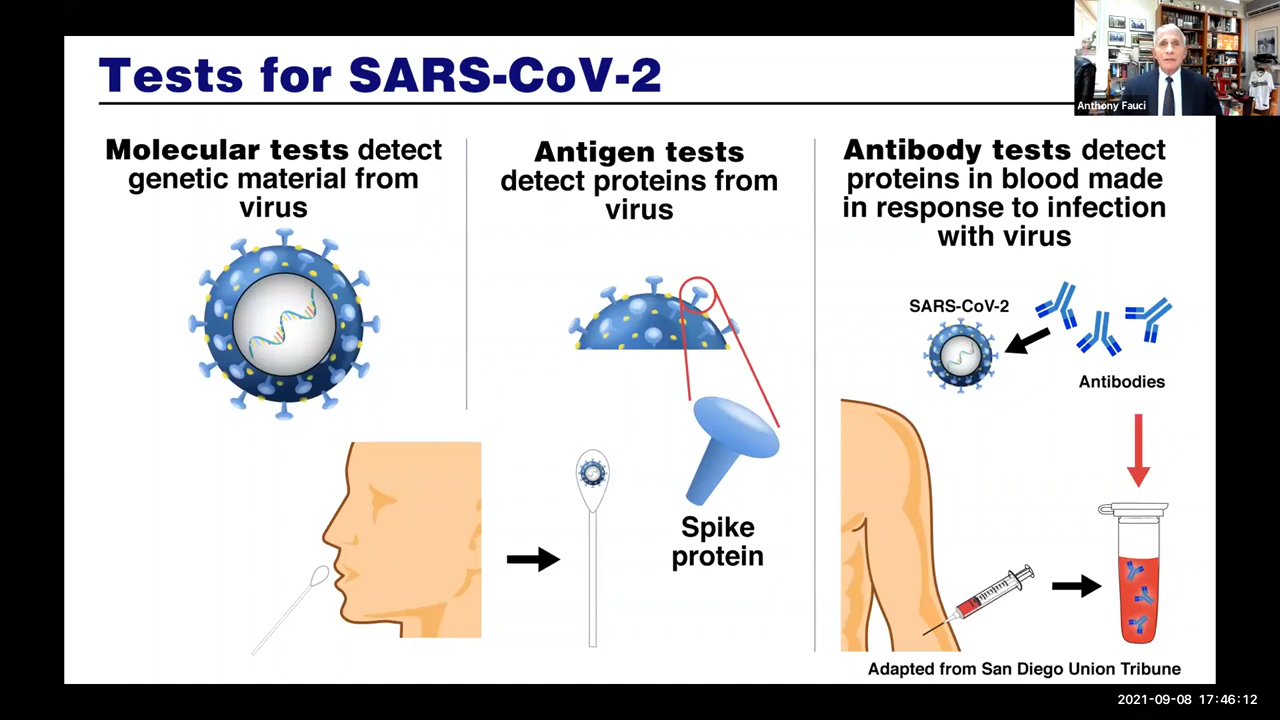 Tests for SARS-CoV-2
Anthony Fauci
Molecular tests detect
genetic material from
virus
Antigen tests
detect proteins from
virus
Spike
protein
Antibody tests detect
proteins in blood made
in response to infection
with virus
SARS-CoV-2
Antibodies
Adapted from San Diego Union Tribune
2021-09-08 17:46:12